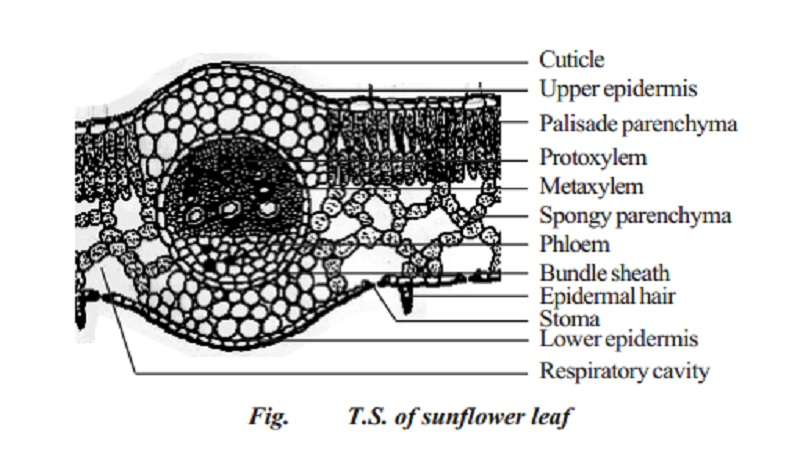 Cuticle
Upper epidermis
Palisade parenchyma
Protoxylem
Metaxylem
Spongy parenchyma
Phloem
Bundle sheath
Epidermal hair
Stoma
Lower epidermis
Respiratory cavity
Fig. T.S. of sunflower leaf